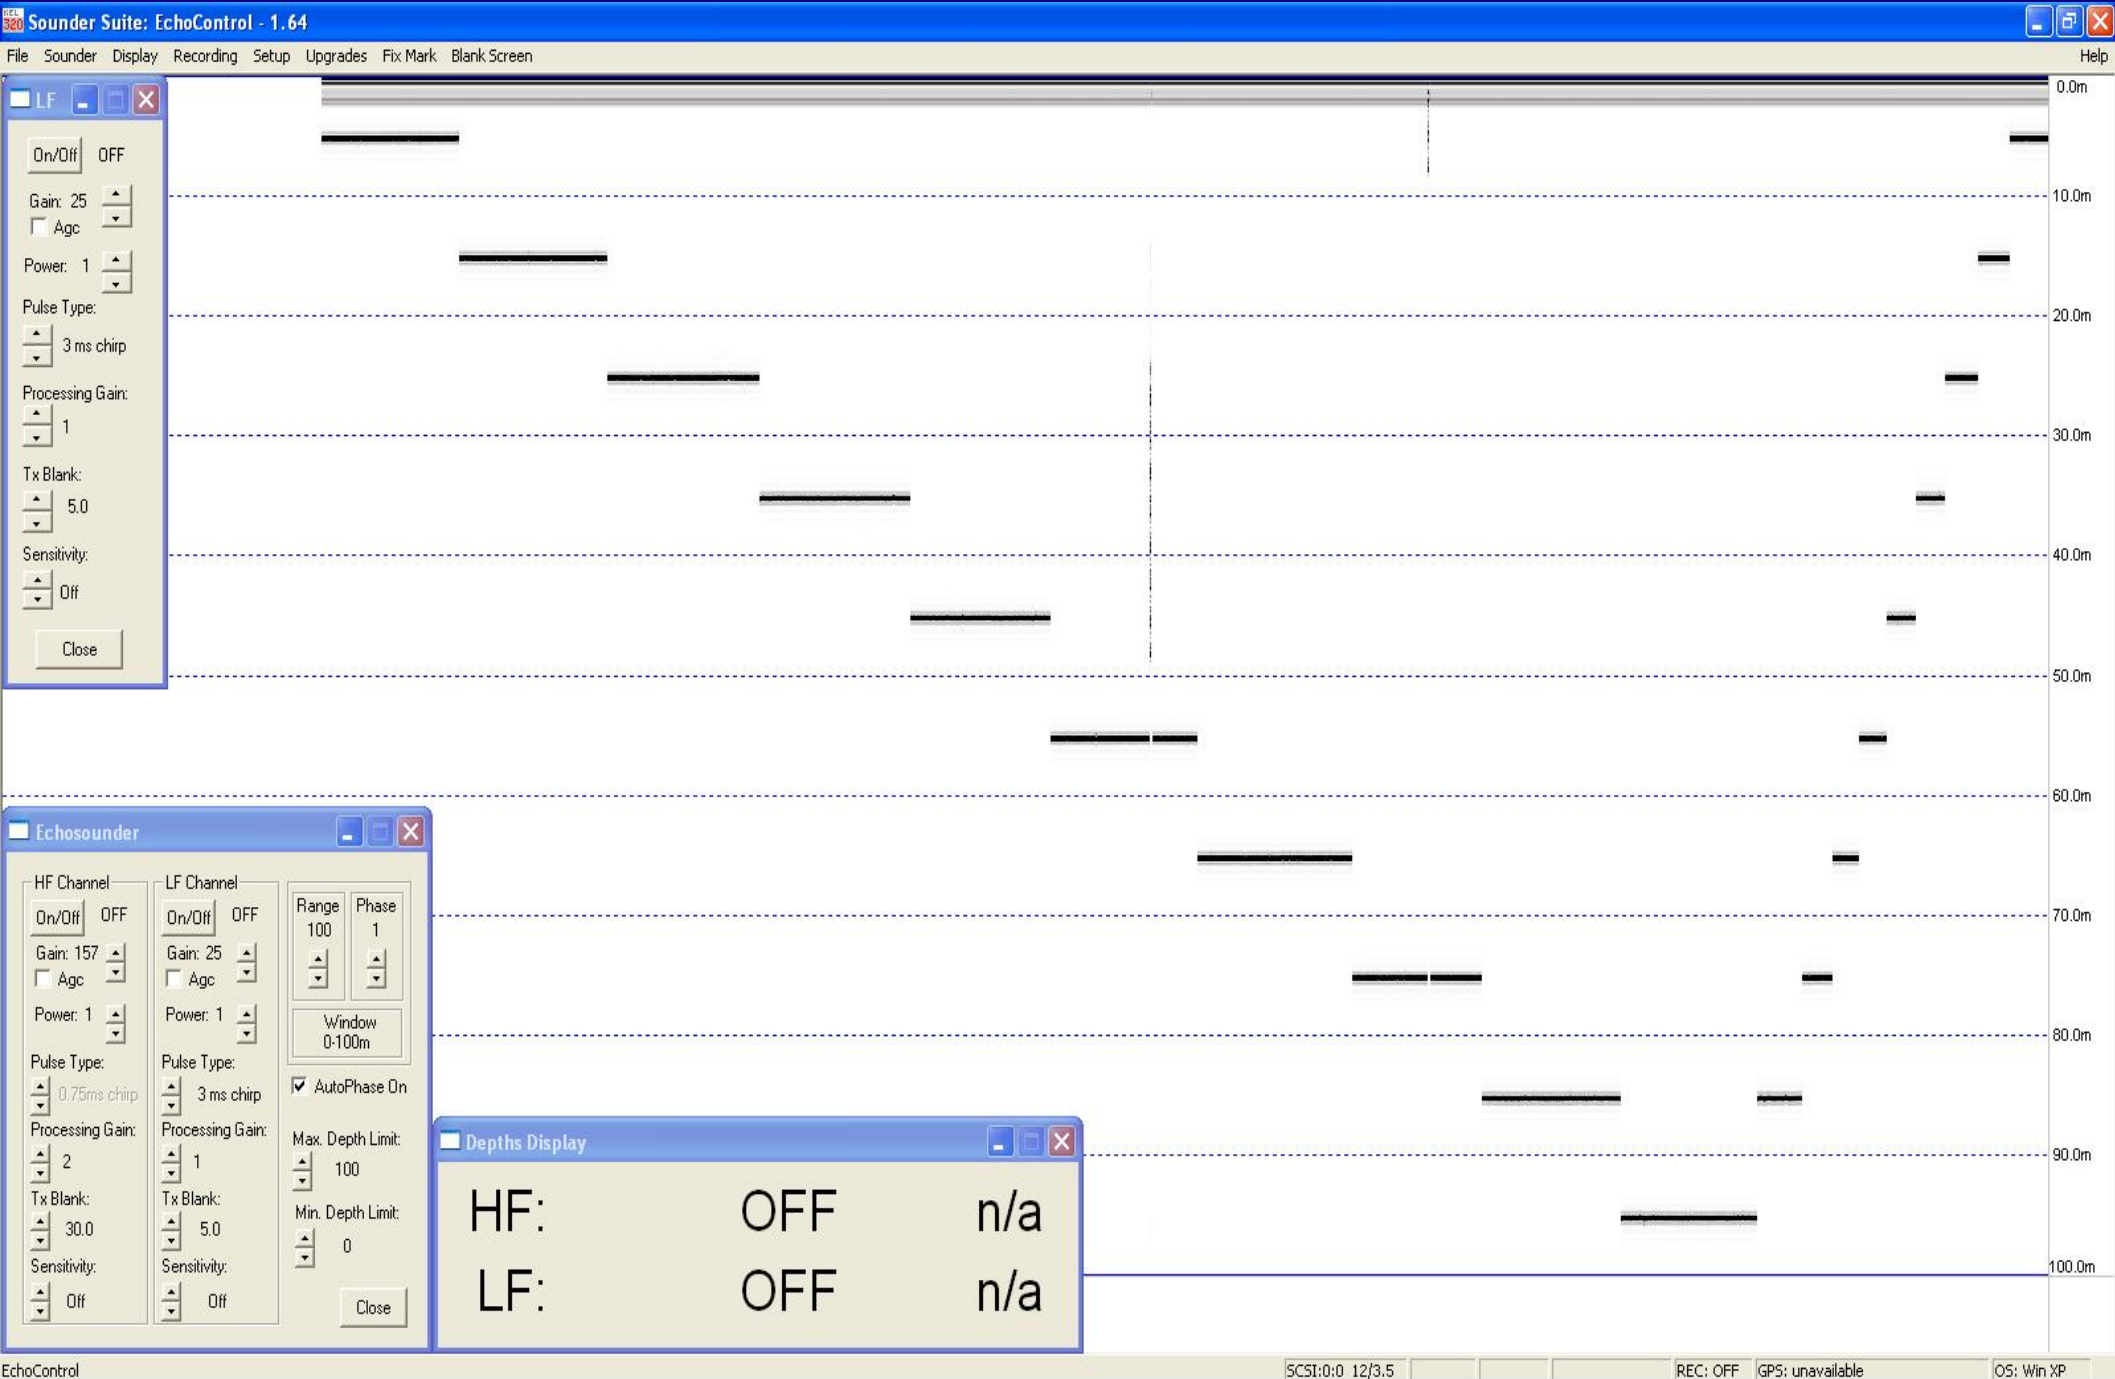 KEL
320 Sounder Suite: EchoControl - 1.64
File Sounder Display Recording Setup Upgrades Fix Mark Blank Screen Help
LF
On/Off OFF
Gain: 25
Agc
Power: 1
Pulse Type:
3 ms chirp
Processing Gain:
1
Tx Blank:
5.0
Sensitivity:
Off
Close
0.0m
10.0m
20.0m
30.0m
40.0m
50.0m
60.0m
70.0m
80.0m
90.0m
100.0m
Echosounder
HF Channel
On/Off OFF
Gain: 157
Agc
Power: 1
Pulse Type:
0.75ms chirp
Processing Gain:
2
Tx Blank:
30.0
Sensitivity:
Off
LF Channel
On/Off OFF
Gain: 25
Agc
Power: 1
Pulse Type:
3 ms chirp
Processing Gain:
1
Tx Blank:
5.0
Sensitivity:
Off
Range
100
Phase
1
Window
0-100m
AutoPhase On
Max. Depth Limit:
100
Min. Depth Limit:
0
Close
Depths Display
HF: OFF n/a
LF: OFF n/a
EchoControl SCSI:0:0 12/3.5 REC: OFF GPS: unavailable OS: Win XP